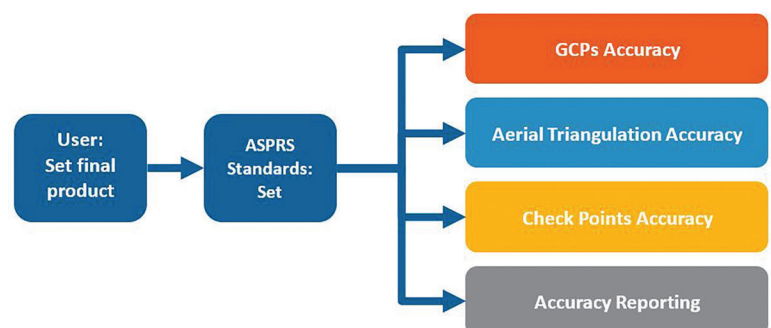 User:
Set final
product
ASPRS
Standards:
Set
GCPs Accuracy
Aerial Triangulation Accuracy
Check Points Accuracy
Accuracy Reporting